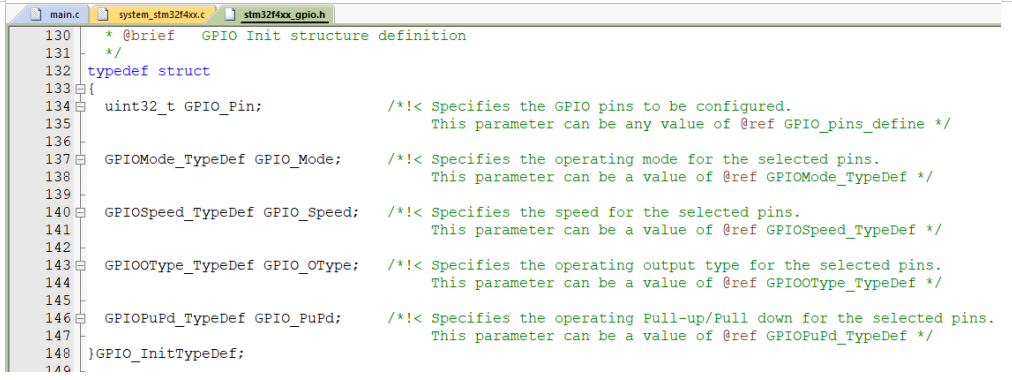 main.c system_stm32f4xx.c stm32f4xx_gpio.h
130 * @brief GPIO Init structure definition
131 */
132 typedef struct
133 {
134 uint32_t GPIO_Pin; /*!< Specifies the GPIO pins to be configured.
135 This parameter can be any value of @ref GPIO_pins_define */
136
137 GPIOMode_TypeDef GPIO_Mode; /*!< Specifies the operating mode for the selected pins.
138 This parameter can be a value of @ref GPIOMode_TypeDef */
139
140 GPIOSpeed_TypeDef GPIO_Speed; /*!< Specifies the speed for the selected pins.
141 This parameter can be a value of @ref GPIOSpeed_TypeDef */
142
143 GPIOOType_TypeDef GPIO_OType; /*!< Specifies the operating output type for the selected pins.
144 This parameter can be a value of @ref GPIOOType_TypeDef */
145
146 GPIOPuPd_TypeDef GPIO_PuPd; /*!< Specifies the operating Pull-up/Pull down for the selected pins.
147 This parameter can be a value of @ref GPIOPuPd_TypeDef */
148 }GPIO_InitTypeDef;
149